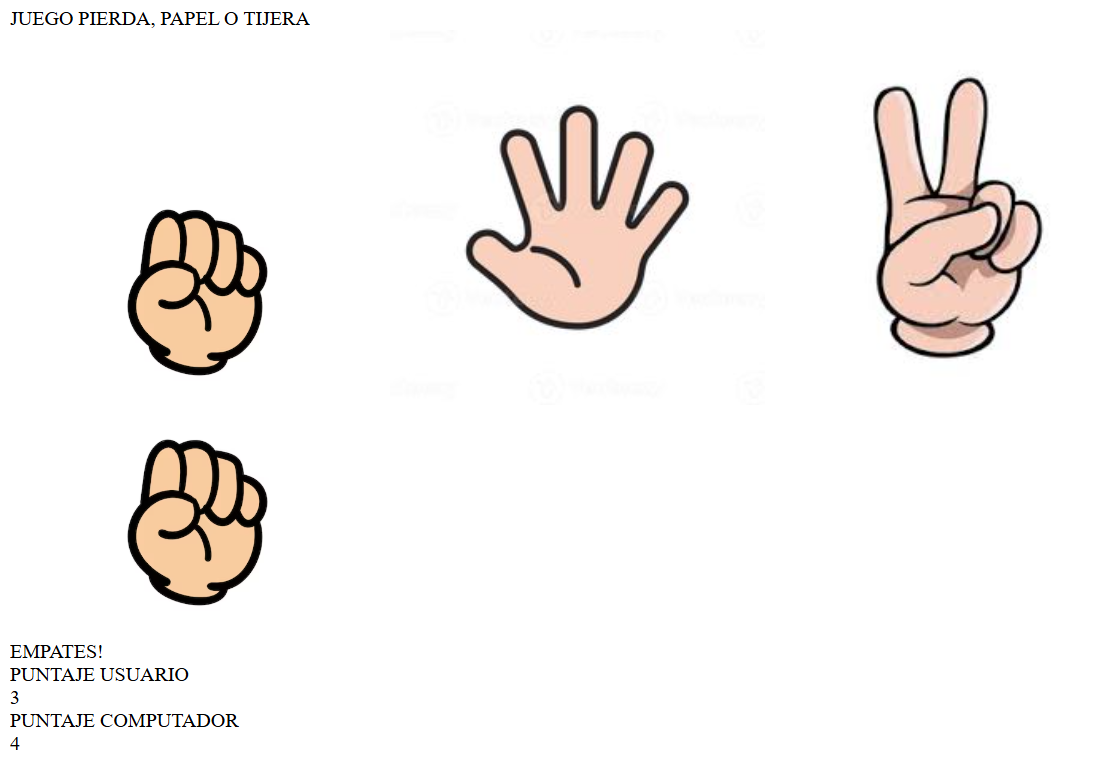 JUEGO PIERDA, PAPEL O TIJERA
EMPATES!
PUNTAJE USUARIO
3
PUNTAJE COMPUTADOR
4